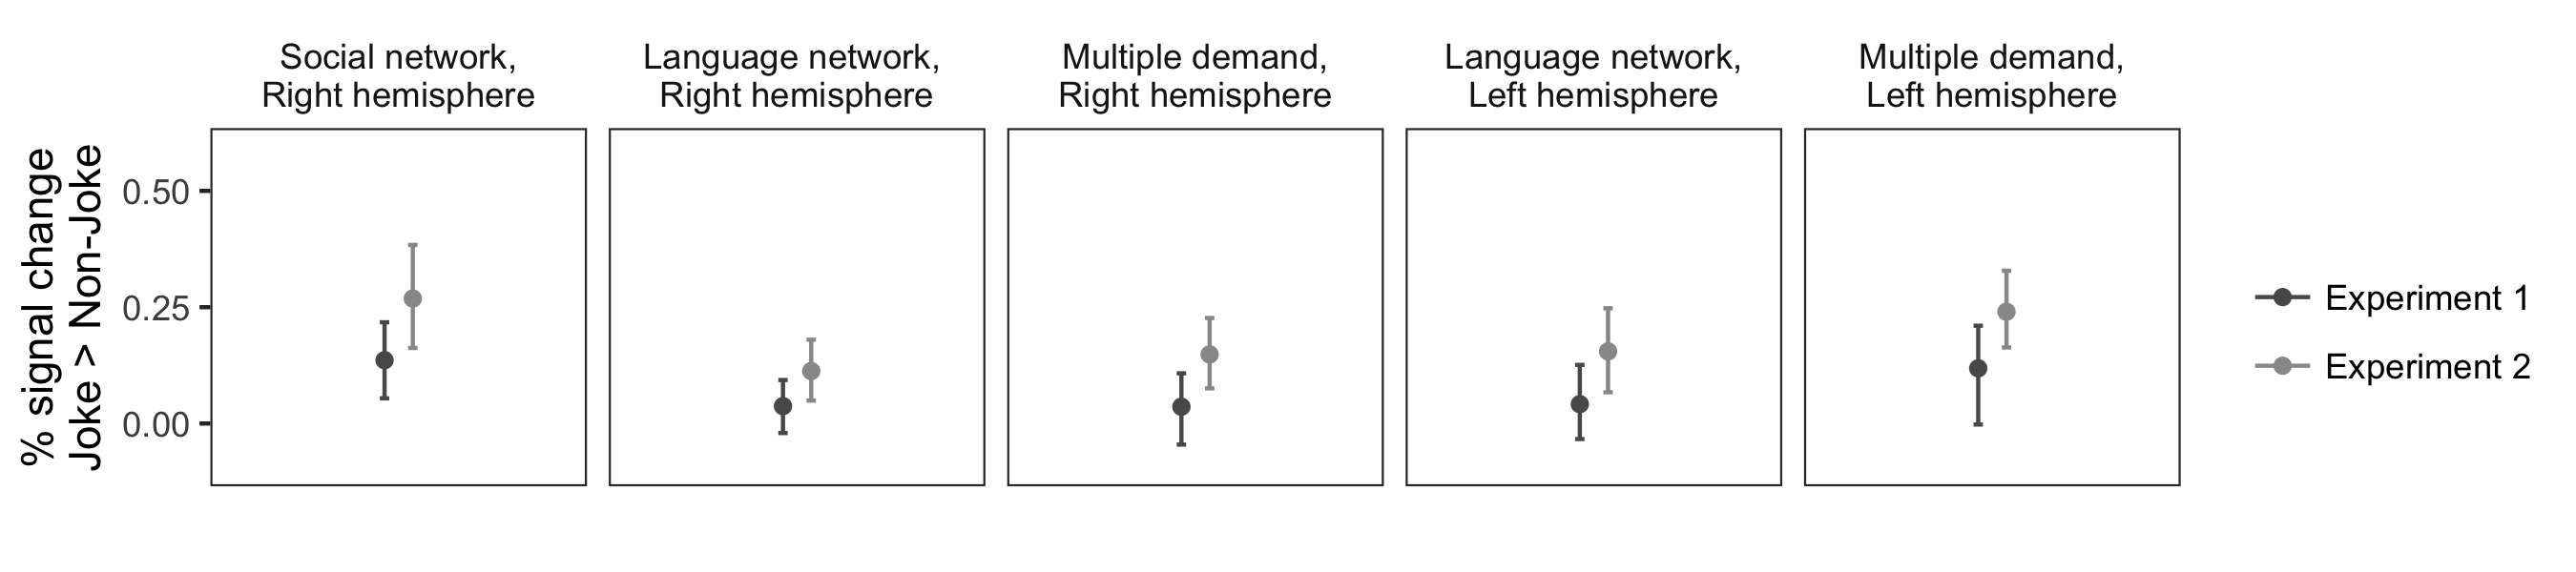 Social network,
Right hemisphere
Language network,
Right hemisphere
Multiple demand,
Right hemisphere
Language network,
Left hemisphere
Multiple demand,
Left hemisphere
% signal change
Joke > Non-Joke
0.50
0.25
0.00
Experiment 1
Experiment 2